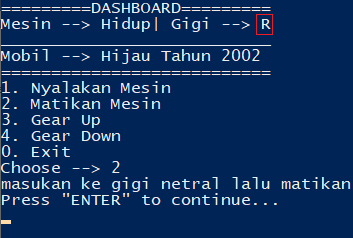 =========DASHBOARD=========
Mesin --> Hidup| Gigi --> R
___________________________
Mobil --> Hijau Tahun 2002
===========================
1. Nyalakan Mesin
2. Matikan Mesin
3. Gear Up
4. Gear Down
0. Exit
Choose --> 2
masukan ke gigi netral lalu matikan
Press "ENTER" to continue...